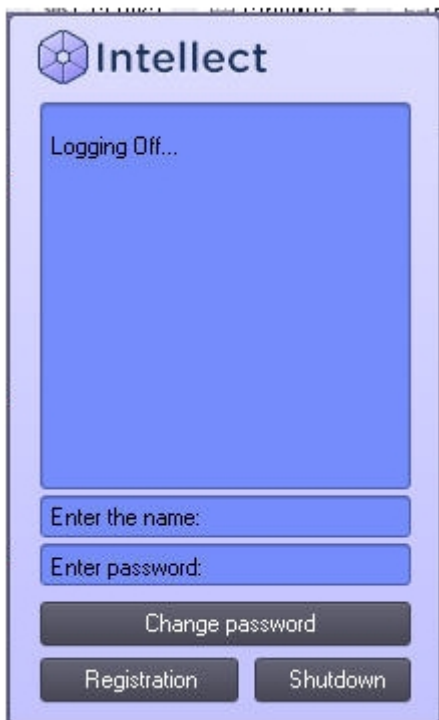 Intellect
Logging Off...
Enter the name:
Enter password:
Change password
Registration Shutdown